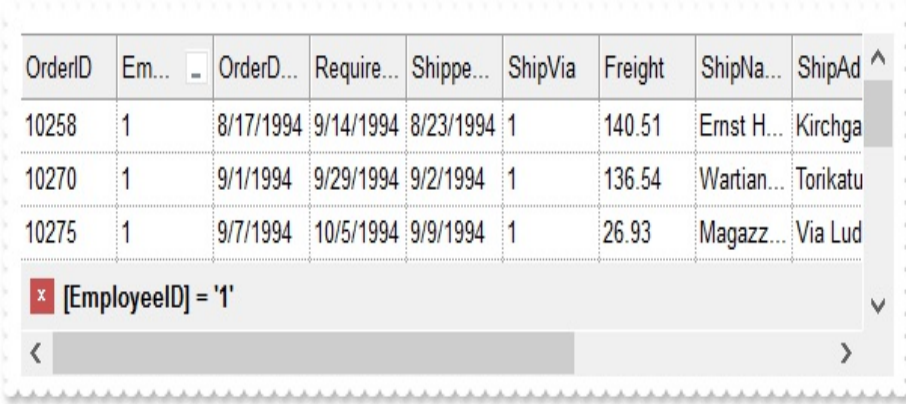 OrderID Em... OrderD... Require... Shippe... ShipVia Freight ShipNa... ShipAd
10258 1 8/17/1994 9/14/1994 8/23/1994 1 140.51 Ernst H... Kirchga
10270 1 9/1/1994 9/29/1994 9/2/1994 1 136.54 Wartian... Torikatu
10275 1 9/7/1994 10/5/1994 9/9/1994 1 26.93 Magazz... Via Lud
x [EmployeeID] = '1'